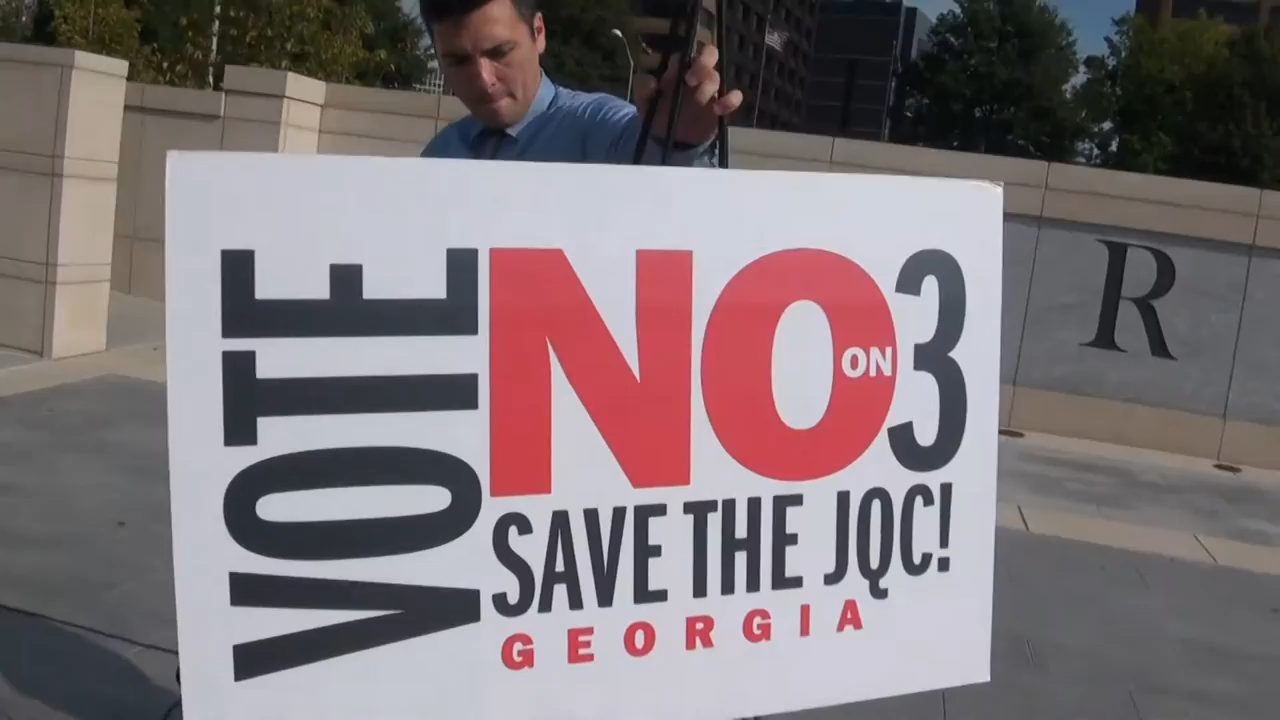 VOTE
NO ON 3
SAVE THE JQC!
GEORGIA
R